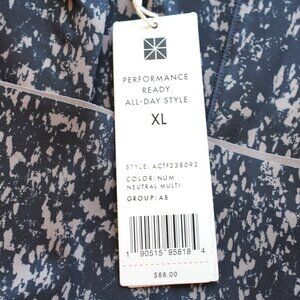 PERFORMANCE
READY.
ALL-DAY STYLE.
XL
STYLE: ACTF238092
COLOR: NUM
NEUTRAL MULTI
GROUP: AB
1 90515 95818 4
$88.00